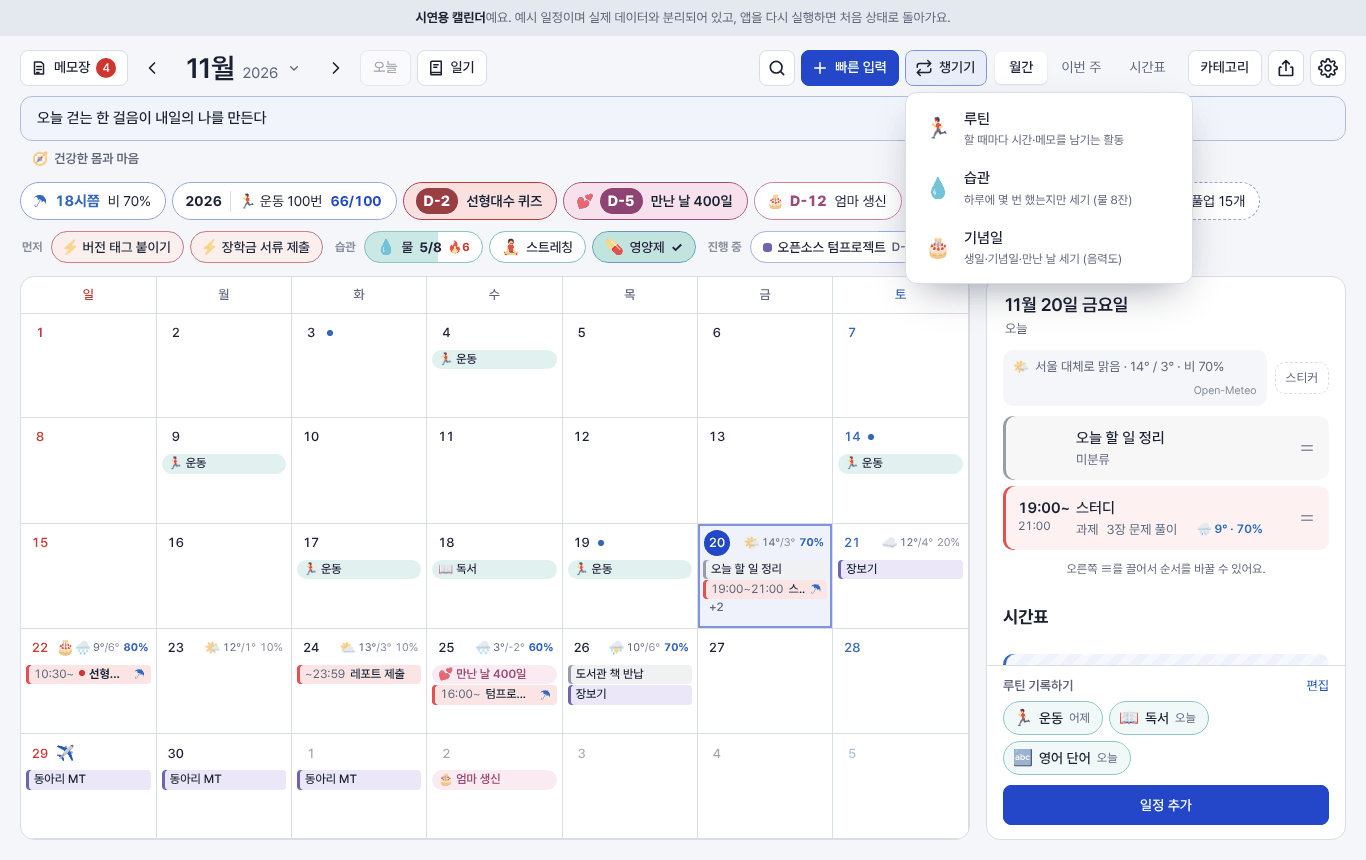 시연용 캘린더예요. 예시 일정이며 실제 데이터와 분리되어 있고, 앱을 다시 실행하면 처음 상태로 돌아가요.
메모장 4 11월 2026 오늘 일기 빠른 입력 챙기기 월간 이번 주 시간표 카테고리
오늘 걷는 한 걸음이 내일의 나를 만든다
건강한 몸과 마음
루틴
할 때마다 시간·메모를 남기는 활동
습관
하루에 몇 번 했는지만 세기 (물 8잔)
기념일
생일·기념일·만난 날 세기 (음력도)
18시쯤 비 70% 2026 운동 100번 66/100 D-2 선형대수 퀴즈 D-5 만난 날 400일 D-12 엄마 생신 풀업 15개
먼저 버전 태그 붙이기 장학금 서류 제출 습관 물 5/8 6 스트레칭 영양제 진행 중 오픈소스 텀프로젝트 D-
일 월 화 수 목 금 토
1 2 3 4 5 6 7
운동
8 9 10 11 12 13 14
운동 운동
15 16 17 18 19 20 14°/3° 70% 21 12°/4° 20%
운동 독서 운동 오늘 할 일 정리 장보기
19:00~21:00 스..
+2
22 9°/6° 80% 23 12°/1° 10% 24 13°/3° 10% 25 3°/-2° 60% 26 10°/6° 70% 27 28
10:30~ 선형... ~23:59 레포트 제출 만난 날 400일 도서관 책 반납
16:00~ 텀프로... 장보기
29 30 1 2 3 4 5
동아리 MT 동아리 MT 동아리 MT 엄마 생신
11월 20일 금요일
오늘
서울 대체로 맑음 · 14° / 3° · 비 70%
Open-Meteo
스티커
오늘 할 일 정리
미분류
19:00~ 스터디
21:00 과제 3장 문제 풀이 9° · 70%
오른쪽 ≡를 끌어서 순서를 바꿀 수 있어요.
시간표
루틴 기록하기 편집
운동 어제 독서 오늘
abc 영어 단어 오늘
일정 추가